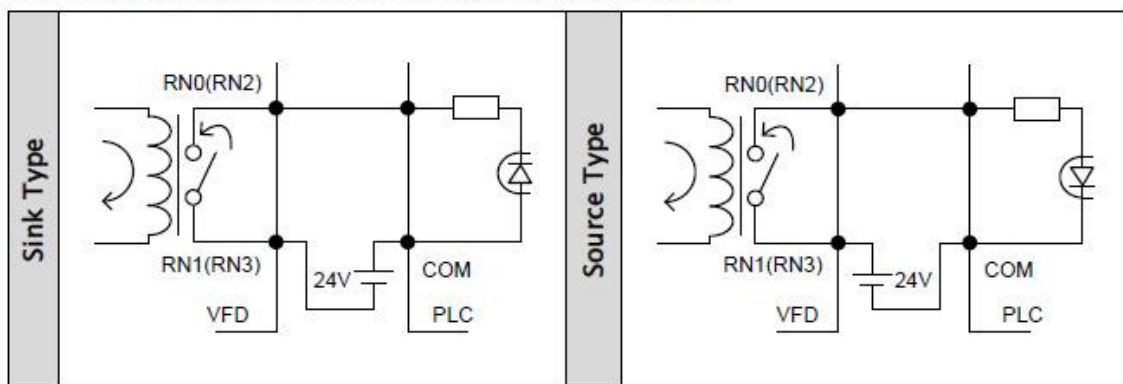 Sink Type
RN0(RN2)
RN1(RN3)
24V
COM
VFD
PLC
Source Type
RN0(RN2)
RN1(RN3)
24V
COM
VFD
PLC